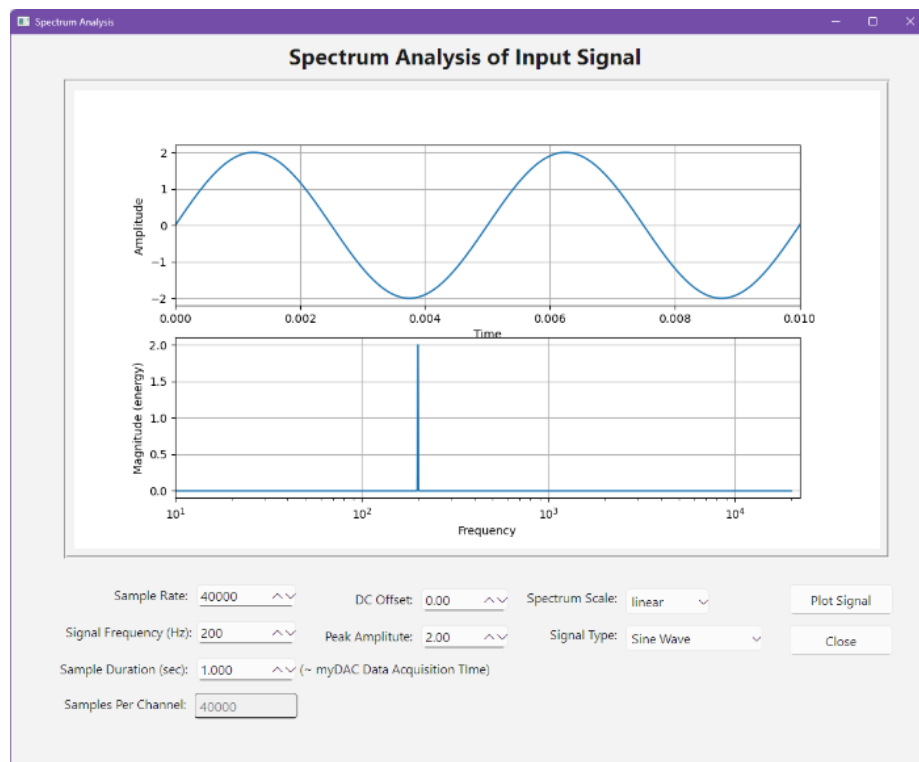 Spectrum Analysis
Spectrum Analysis of Input Signal
2
1
0
−1
−2
Amplitude
0.000 0.002 0.004 0.006 0.008 0.010
Time
2.0
1.5
1.0
0.5
0.0
Magnitude (energy)
10¹ 10² 10³ 10⁴
Frequency
Sample Rate: 40000 DC Offset: 0.00 Spectrum Scale: linear Plot Signal
Signal Frequency (Hz): 200 Peak Amplitute: 2.00 Signal Type: Sine Wave Close
Sample Duration (sec): 1.000 (~ myDAC Data Acquisition TIme)
Samples Per Channel: 40000